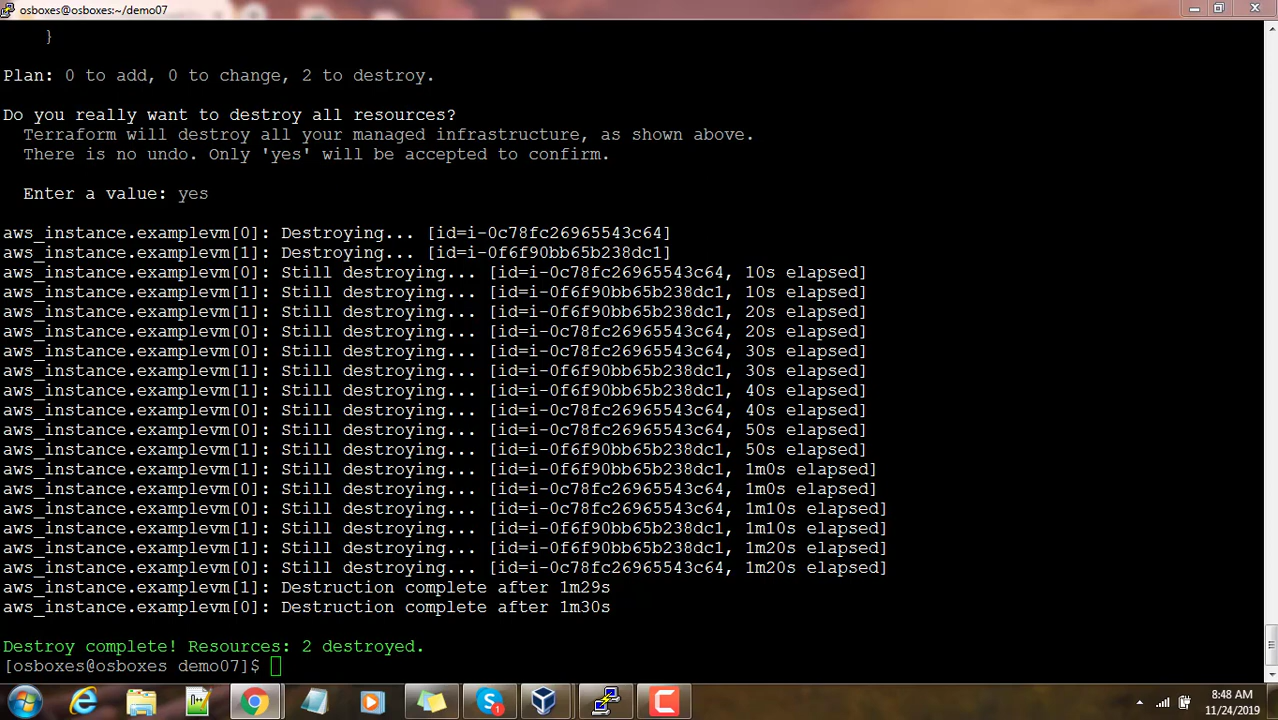 osboxes@osboxes:~/demo07
}
Plan: 0 to add, 0 to change, 2 to destroy.
Do you really want to destroy all resources?
Terraform will destroy all your managed infrastructure, as shown above.
There is no undo. Only 'yes' will be accepted to confirm.
Enter a value: yes
aws_instance.examplevm[0]: Destroying... [id=i-0c78fc26965543c64]
aws_instance.examplevm[1]: Destroying... [id=i-0f6f90bb65b238dc1]
aws_instance.examplevm[0]: Still destroying... [id=i-0c78fc26965543c64, 10s elapsed]
aws_instance.examplevm[1]: Still destroying... [id=i-0f6f90bb65b238dc1, 10s elapsed]
aws_instance.examplevm[1]: Still destroying... [id=i-0f6f90bb65b238dc1, 20s elapsed]
aws_instance.examplevm[0]: Still destroying... [id=i-0c78fc26965543c64, 20s elapsed]
aws_instance.examplevm[0]: Still destroying... [id=i-0c78fc26965543c64, 30s elapsed]
aws_instance.examplevm[1]: Still destroying... [id=i-0f6f90bb65b238dc1, 30s elapsed]
aws_instance.examplevm[1]: Still destroying... [id=i-0f6f90bb65b238dc1, 40s elapsed]
aws_instance.examplevm[0]: Still destroying... [id=i-0c78fc26965543c64, 40s elapsed]
aws_instance.examplevm[0]: Still destroying... [id=i-0c78fc26965543c64, 50s elapsed]
aws_instance.examplevm[1]: Still destroying... [id=i-0f6f90bb65b238dc1, 50s elapsed]
aws_instance.examplevm[1]: Still destroying... [id=i-0f6f90bb65b238dc1, 1m0s elapsed]
aws_instance.examplevm[0]: Still destroying... [id=i-0c78fc26965543c64, 1m0s elapsed]
aws_instance.examplevm[0]: Still destroying... [id=i-0c78fc26965543c64, 1m10s elapsed]
aws_instance.examplevm[1]: Still destroying... [id=i-0f6f90bb65b238dc1, 1m10s elapsed]
aws_instance.examplevm[1]: Still destroying... [id=i-0f6f90bb65b238dc1, 1m20s elapsed]
aws_instance.examplevm[0]: Still destroying... [id=i-0c78fc26965543c64, 1m20s elapsed]
aws_instance.examplevm[1]: Destruction complete after 1m29s
aws_instance.examplevm[0]: Destruction complete after 1m30s
Destroy complete! Resources: 2 destroyed.
[osboxes@osboxes demo07]$
8:48 AM
11/24/2019